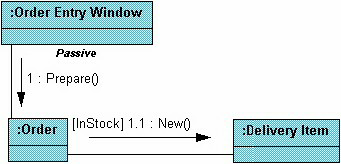 :Order Entry Window
Passive
1 : Prepare()
:Order
[InStock] 1.1 : New()
:Delivery Item